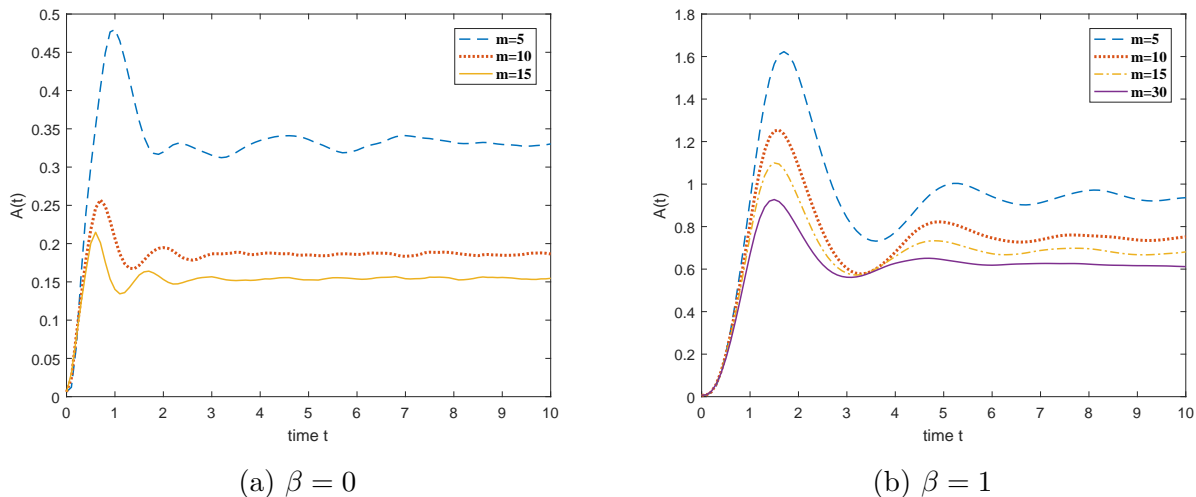 0.5
0.45
0.4
0.35
0.3
0.25
0.2
0.15
0.1
0.05
0
A(t)
0 1 2 3 4 5 6 7 8 9 10
time t
m=5
m=10
m=15
(a) β = 0
1.8
1.6
1.4
1.2
1
0.8
0.6
0.4
0.2
0
A(t)
0 1 2 3 4 5 6 7 8 9 10
time t
m=5
m=10
m=15
m=30
(b) β = 1